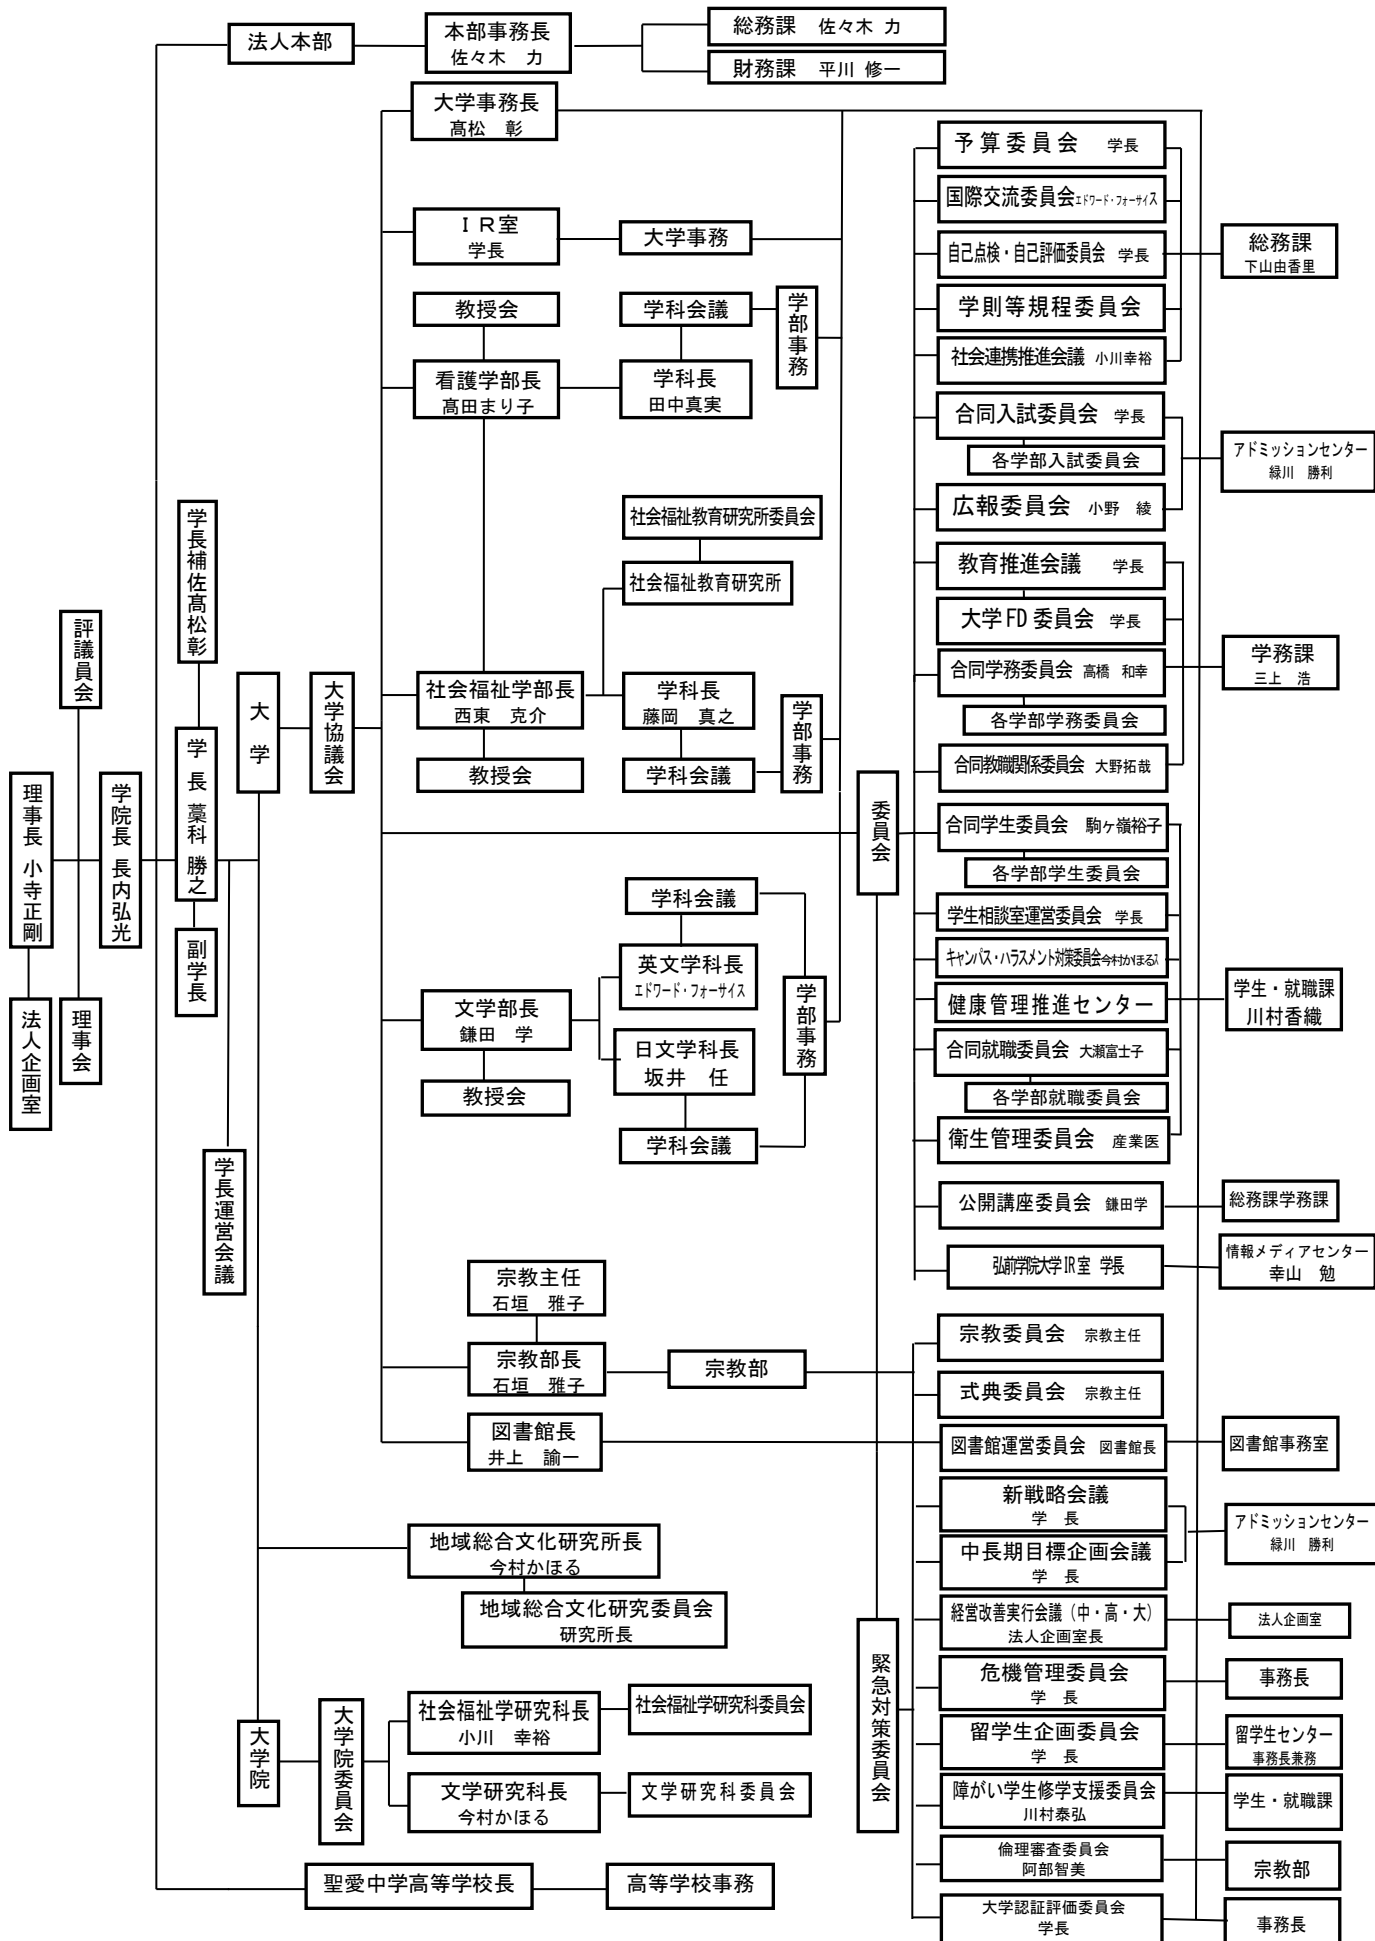 法人本部
本部事務長
佐々木　力
総務課　佐々木 力
財務課　平川 修一
大学事務長
髙松　彰
ＩＲ室
学長
大学事務
教授会
学科会議
学部事務
看護学部長
髙田まり子
学科長
田中真実
社会福祉教育研究所委員会
社会福祉教育研究所
社会福祉学部長
西東　克介
学科長
藤岡　真之
教授会
学科会議
学部事務
学科会議
英文学科長
エドワード・フォーサイス
文学部長
鎌田　学
日文学科長
坂井　任
教授会
学科会議
学部事務
宗教主任
石垣　雅子
宗教部長
石垣　雅子
宗教部
図書館長
井上　諭一
地域総合文化研究所長
今村かほる
地域総合文化研究委員会
研究所長
社会福祉学研究科長
小川　幸裕
社会福祉学研究科委員会
文学研究科長
今村かほる
文学研究科委員会
聖愛中学高等学校長
高等学校事務
理事長 小寺正剛
法人企画室
評議員会
理事会
学院長 長内弘光
学長補佐髙松彰
学長 藁科 勝之
副学長
学長運営会議
大学
大学協議会
大学院
大学院委員会
委員会
緊急対策委員会
予算委員会　学長
国際交流委員会エドワード・フォーサイス
自己点検・自己評価委員会　学長
学則等規程委員会
社会連携推進会議　小川幸裕
総務課
下山由香里
合同入試委員会　学長
各学部入試委員会
広報委員会　小野　綾
アドミッションセンター
緑川　勝利
教育推進会議　学長
大学FD委員会　学長
合同学務委員会　高橋　和幸
各学部学務委員会
合同教職関係委員会　大野拓哉
学務課
三上　浩
合同学生委員会　駒ヶ嶺裕子
各学部学生委員会
学生相談室運営委員会　学長
キャンパス・ハラスメント対策委員会今村かほる
健康管理推進センター
合同就職委員会　大瀬富士子
各学部就職委員会
衛生管理委員会　産業医
学生・就職課
川村香織
公開講座委員会　鎌田学
総務課学務課
弘前学院大学IR室　学長
情報メディアセンター
幸山　勉
宗教委員会　宗教主任
式典委員会　宗教主任
図書館運営委員会　図書館長
図書館事務室
新戦略会議
学　長
中長期目標企画会議
学　長
アドミッションセンター
緑川　勝利
経営改善実行会議（中・高・大）
法人企画室長
法人企画室
危機管理委員会
学　長
事務長
留学生企画委員会
学　長
留学生センター
事務長兼務
障がい学生修学支援委員会
川村泰弘
学生・就職課
倫理審査委員会
阿部智美
宗教部
大学認証評価委員会
学長
事務長